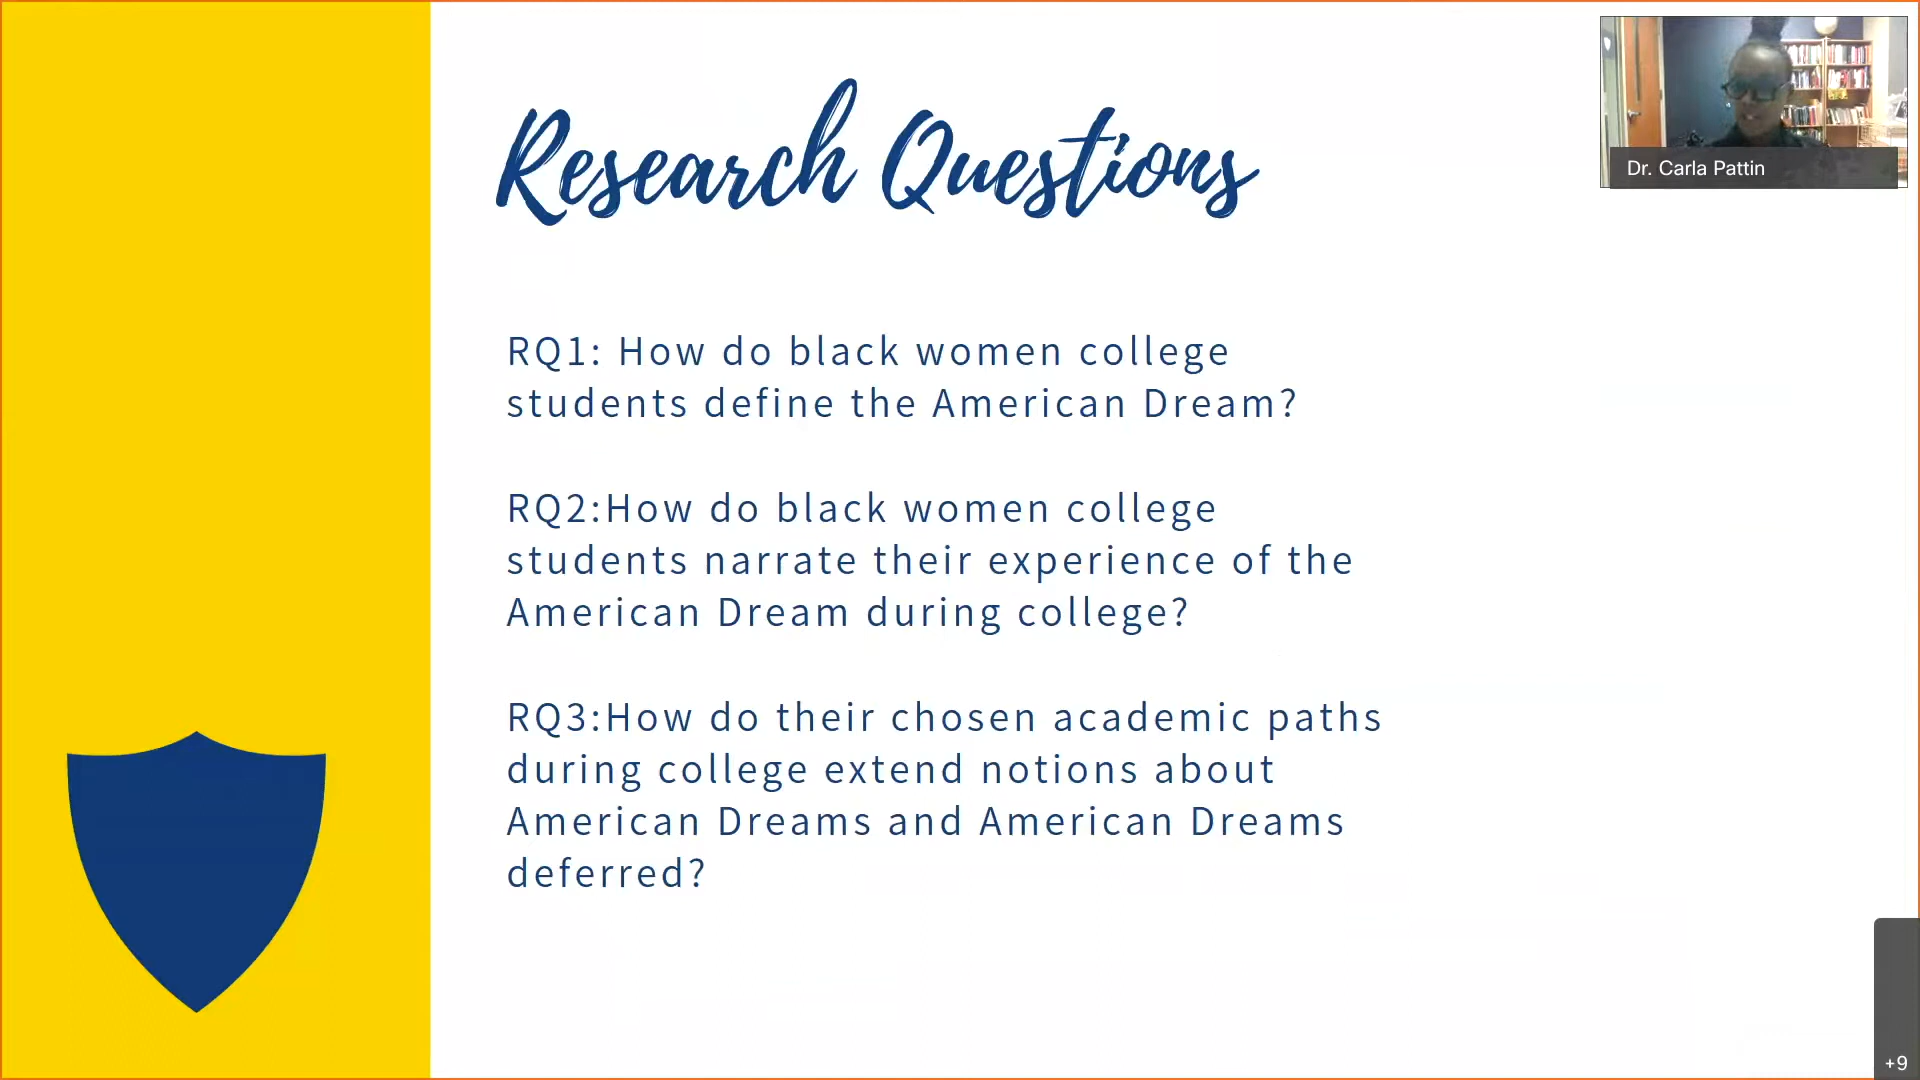 Research Questions
Dr. Carla Pattin
RQ1: How do black women college
students define the American Dream?
RQ2:How do black women college
students narrate their experience of the
American Dream during college?
RQ3:How do their chosen academic paths
during college extend notions about
American Dreams and American Dreams
deferred?
+9